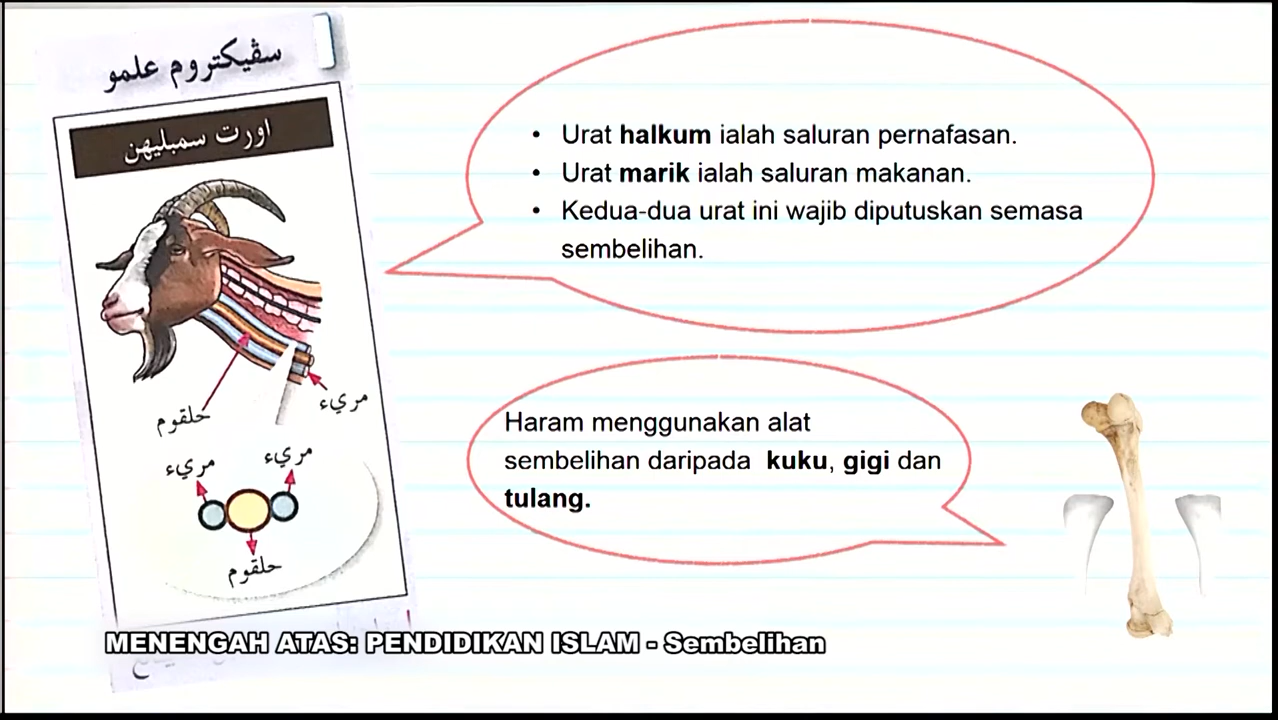 سڤيکتروم علمو
اورت سمبليهن
حلقوم
مريء
مريء
مريء
حلقوم
• Urat halkum ialah saluran pernafasan.
• Urat marik ialah saluran makanan.
• Kedua-dua urat ini wajib diputuskan semasa
sembelihan.
Haram menggunakan alat
sembelihan daripada kuku, gigi dan
tulang.
MENENGAH ATAS: PENDIDIKAN ISLAM - Sembelihan